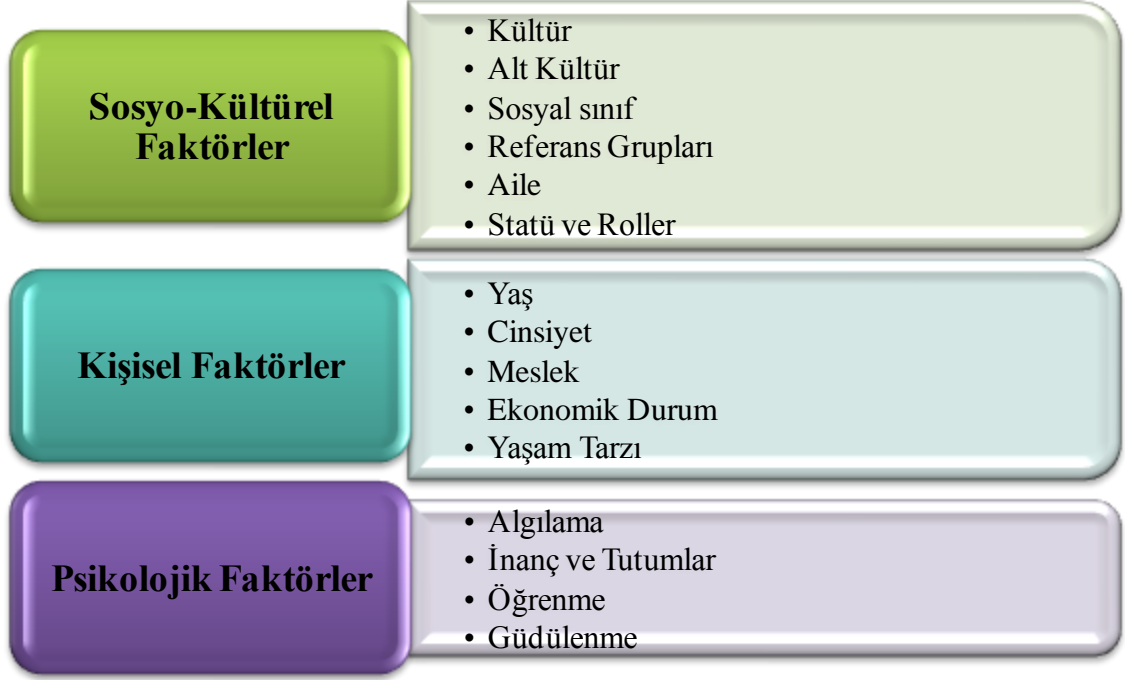 Sosyo-Kültürel
Faktörler
• Kültür
• Alt Kültür
• Sosyal sınıf
• Referans Grupları
• Aile
• Statü ve Roller
Kişisel Faktörler
• Yaş
• Cinsiyet
• Meslek
• Ekonomik Durum
• Yaşam Tarzı
Psikolojik Faktörler
• Algılama
• İnanç ve Tutumlar
• Öğrenme
• Güdülenme